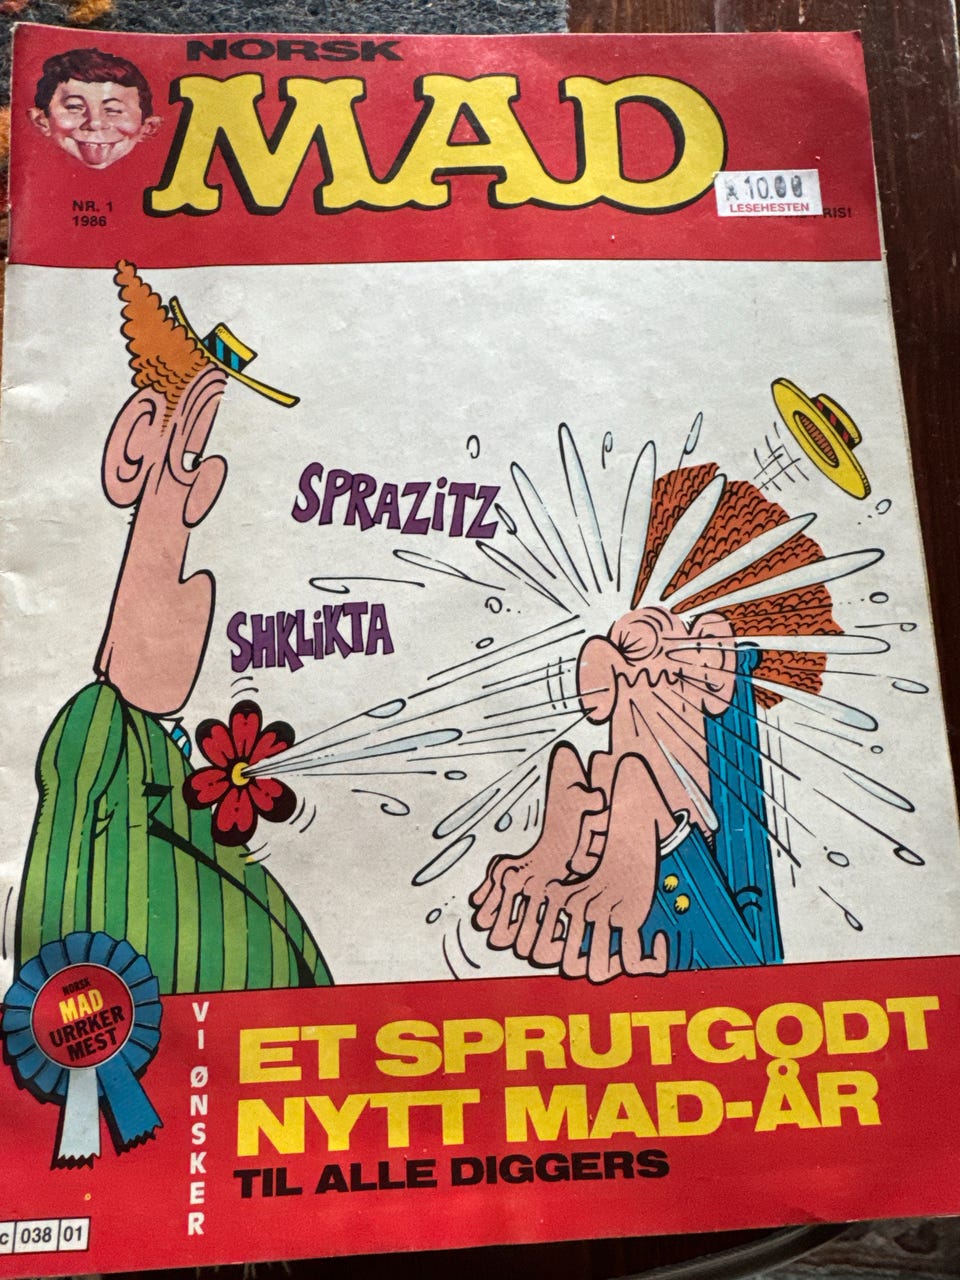 NORSK
MAD
NR. 1
1986
10.00
LESEHESTEN
RIS!
SPRAZITZ
SHKLIKTA
NORSK
MAD
URRKER
MEST
VI ØNSKER
ET SPRUTGODT
NYTT MAD-ÅR
TIL ALLE DIGGERS
c 038 01